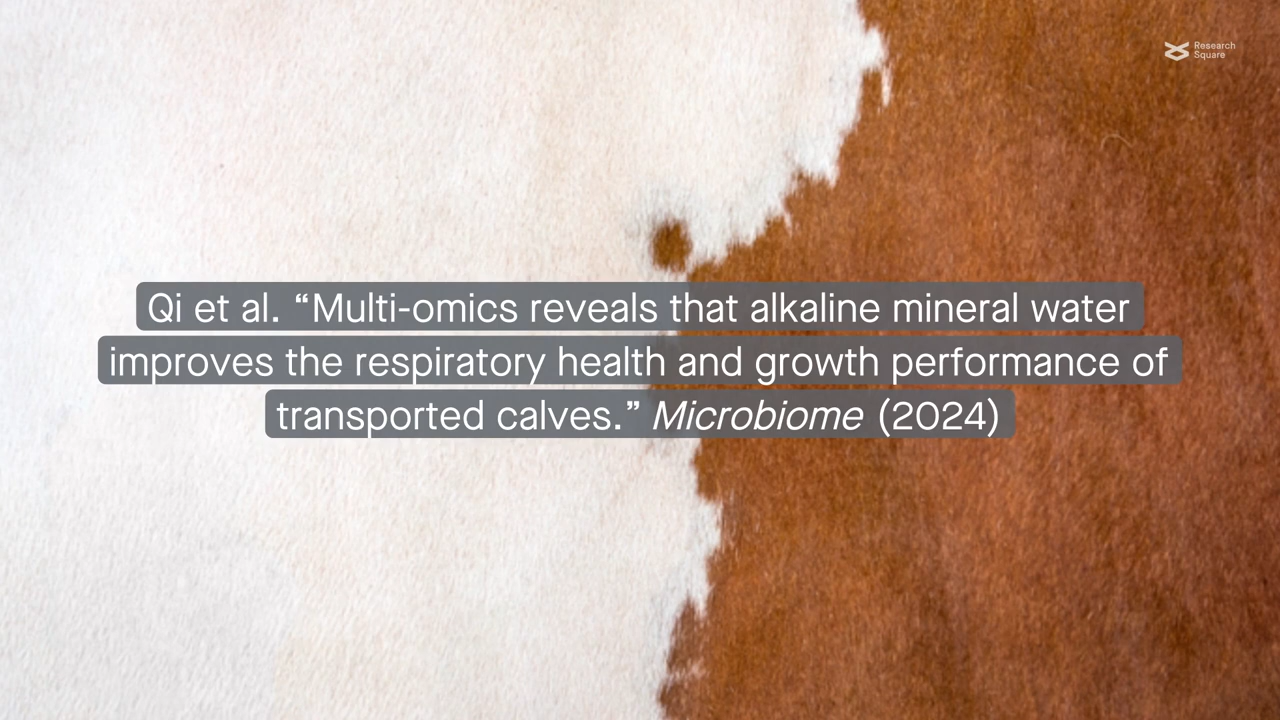 Research
Square
Qi et al. “Multi-omics reveals that alkaline mineral water
improves the respiratory health and growth performance of
transported calves.” Microbiome (2024)